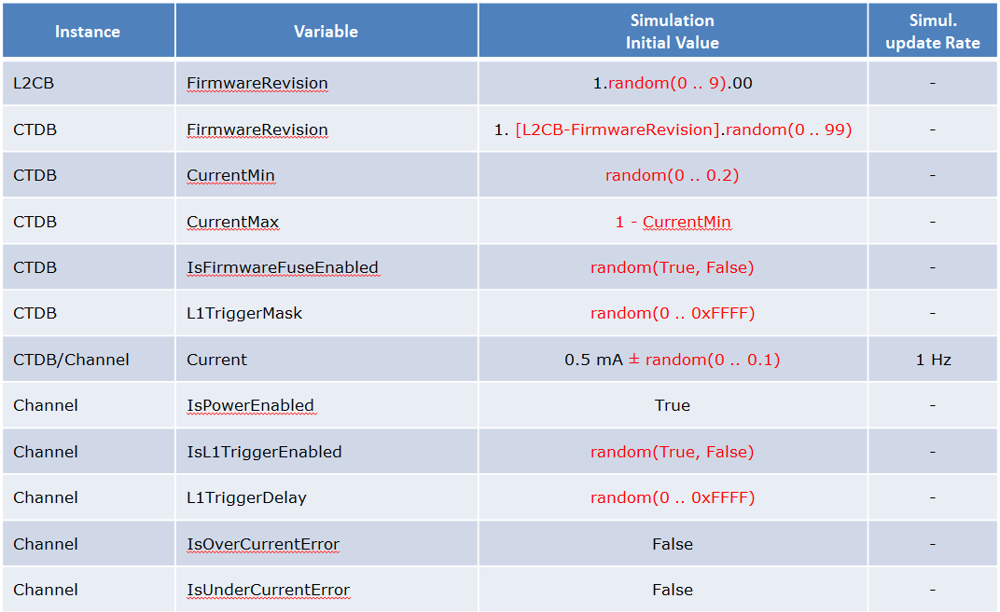 Instance Variable Simulation Initial Value Simul. update Rate
L2CB FirmwareRevision 1.random(0 .. 9).00 -
CTDB FirmwareRevision 1. [L2CB-FirmwareRevision].random(0 .. 99) -
CTDB CurrentMin random(0 .. 0.2) -
CTDB CurrentMax 1 - CurrentMin -
CTDB IsFirmwareFuseEnabled random(True, False) -
CTDB L1TriggerMask random(0 .. 0xFFFF) -
CTDB/Channel Current 0.5 mA ± random(0 .. 0.1) 1 Hz
Channel IsPowerEnabled True -
Channel IsL1TriggerEnabled random(True, False) -
Channel L1TriggerDelay random(0 .. 0xFFFF) -
Channel IsOverCurrentError False -
Channel IsUnderCurrentError False -